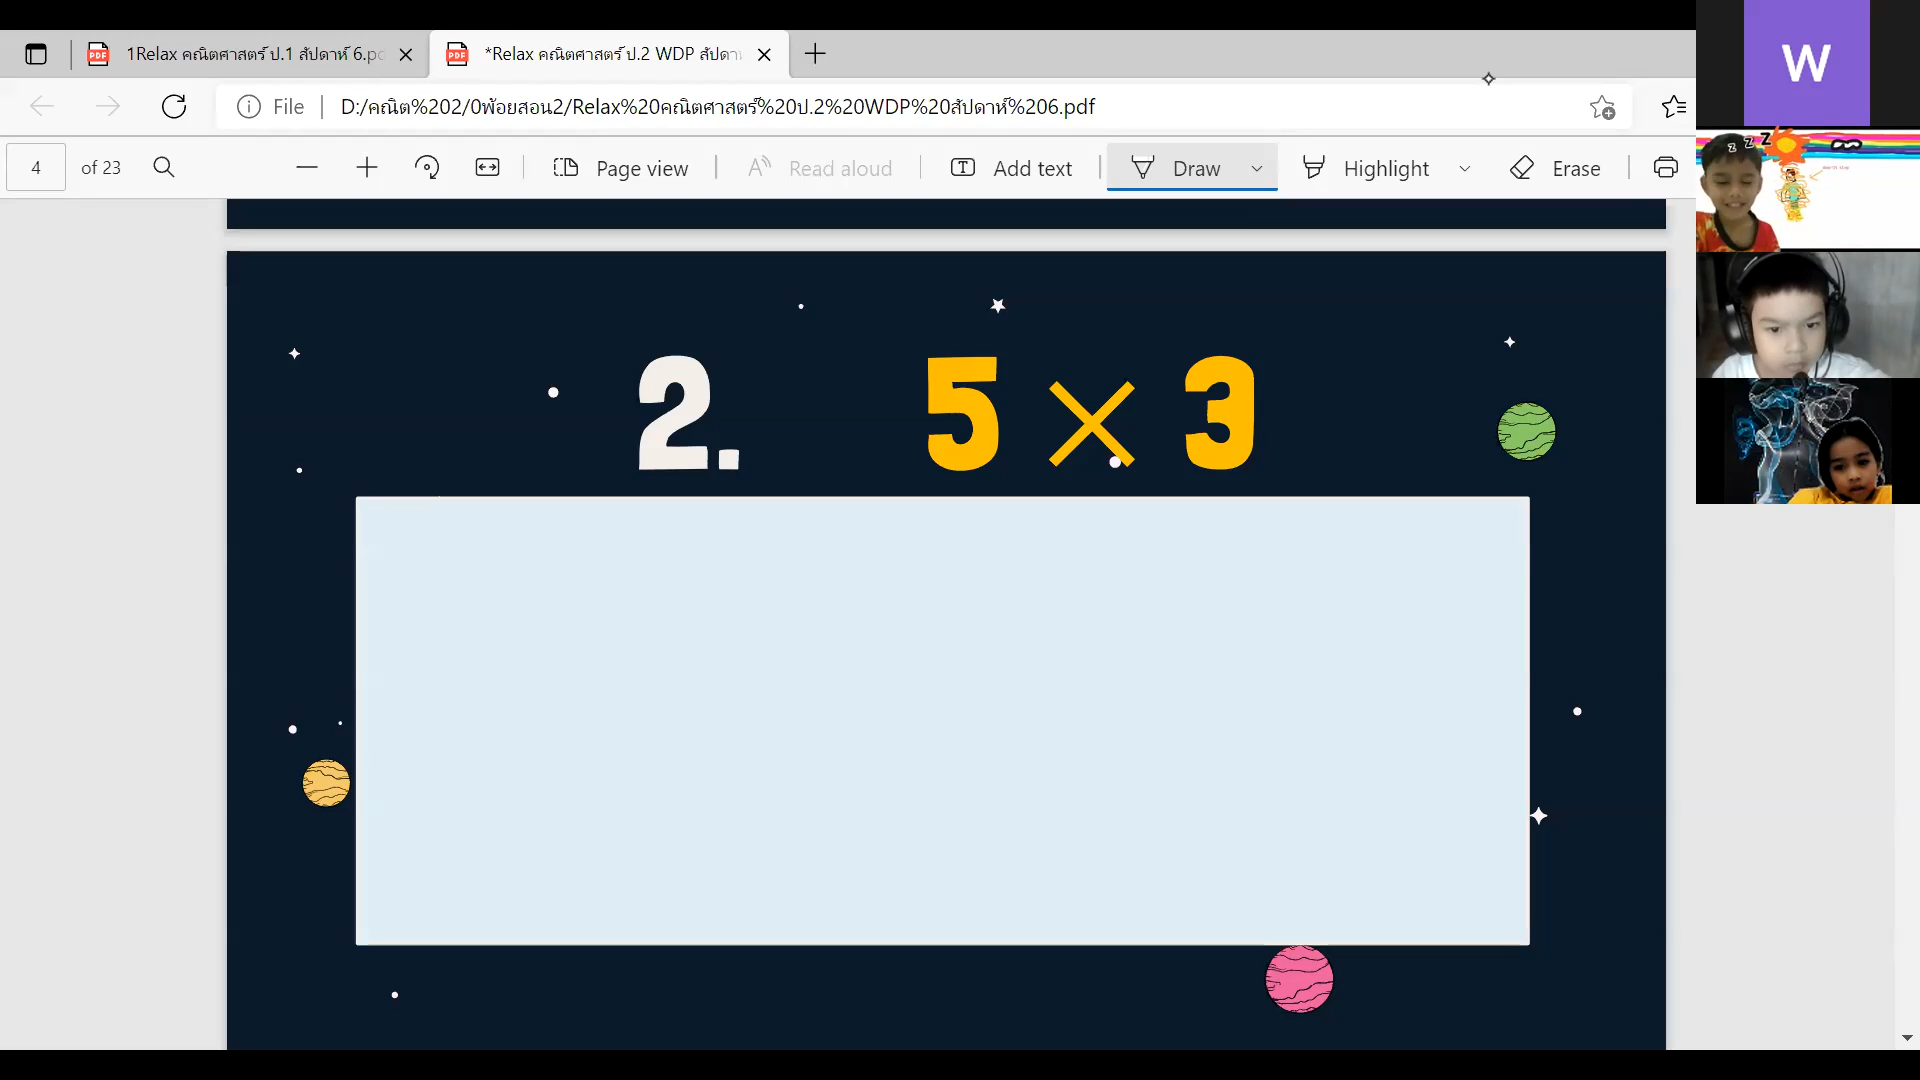 1Relax คณิตศาสตร์ ป.1 สัปดาห์ 6.pd
*Relax คณิตศาสตร์ ป.2 WDP สัปดา
File
D:/คณิต%202/0พ้อยสอน2/Relax%20คณิตศาสตร์%20ป.2%20WDP%20สัปดาห์%206.pdf
4 of 23
Page view
Read aloud
Add text
Draw
Highlight
Erase
2. 5 × 3
W
z z Z